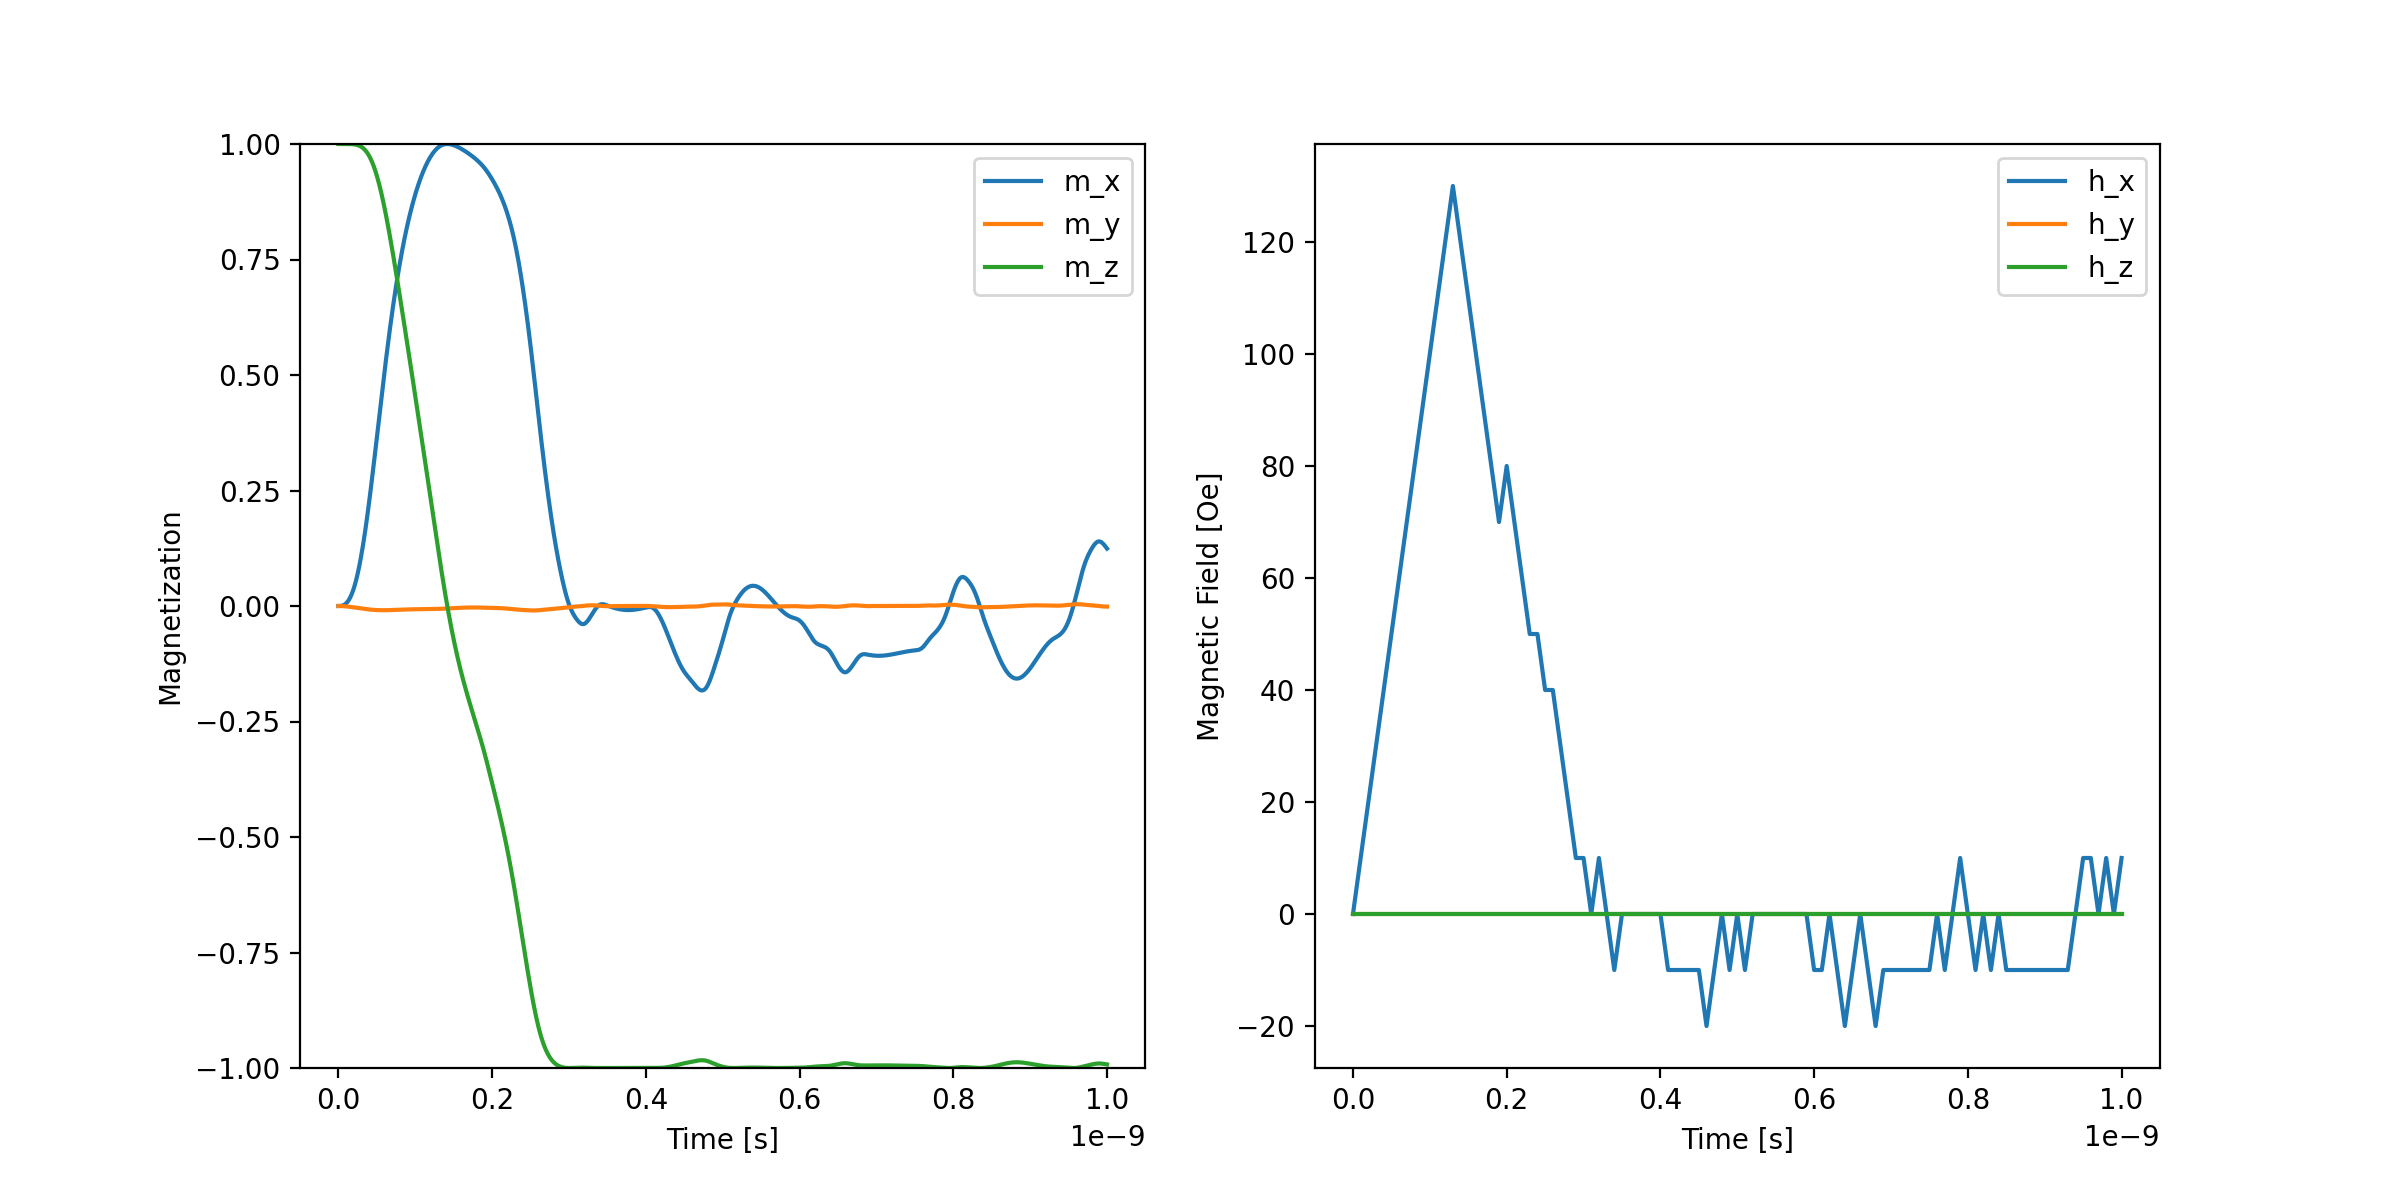 1.00
0.75
0.50
0.25
0.00
−0.25
−0.50
−0.75
−1.00
Magnetization
0.0 0.2 0.4 0.6 0.8 1.0
1e−9
Time [s]
m_x
m_y
m_z
120
100
80
60
40
20
0
−20
Magnetic Field [Oe]
0.0 0.2 0.4 0.6 0.8 1.0
1e−9
Time [s]
h_x
h_y
h_z